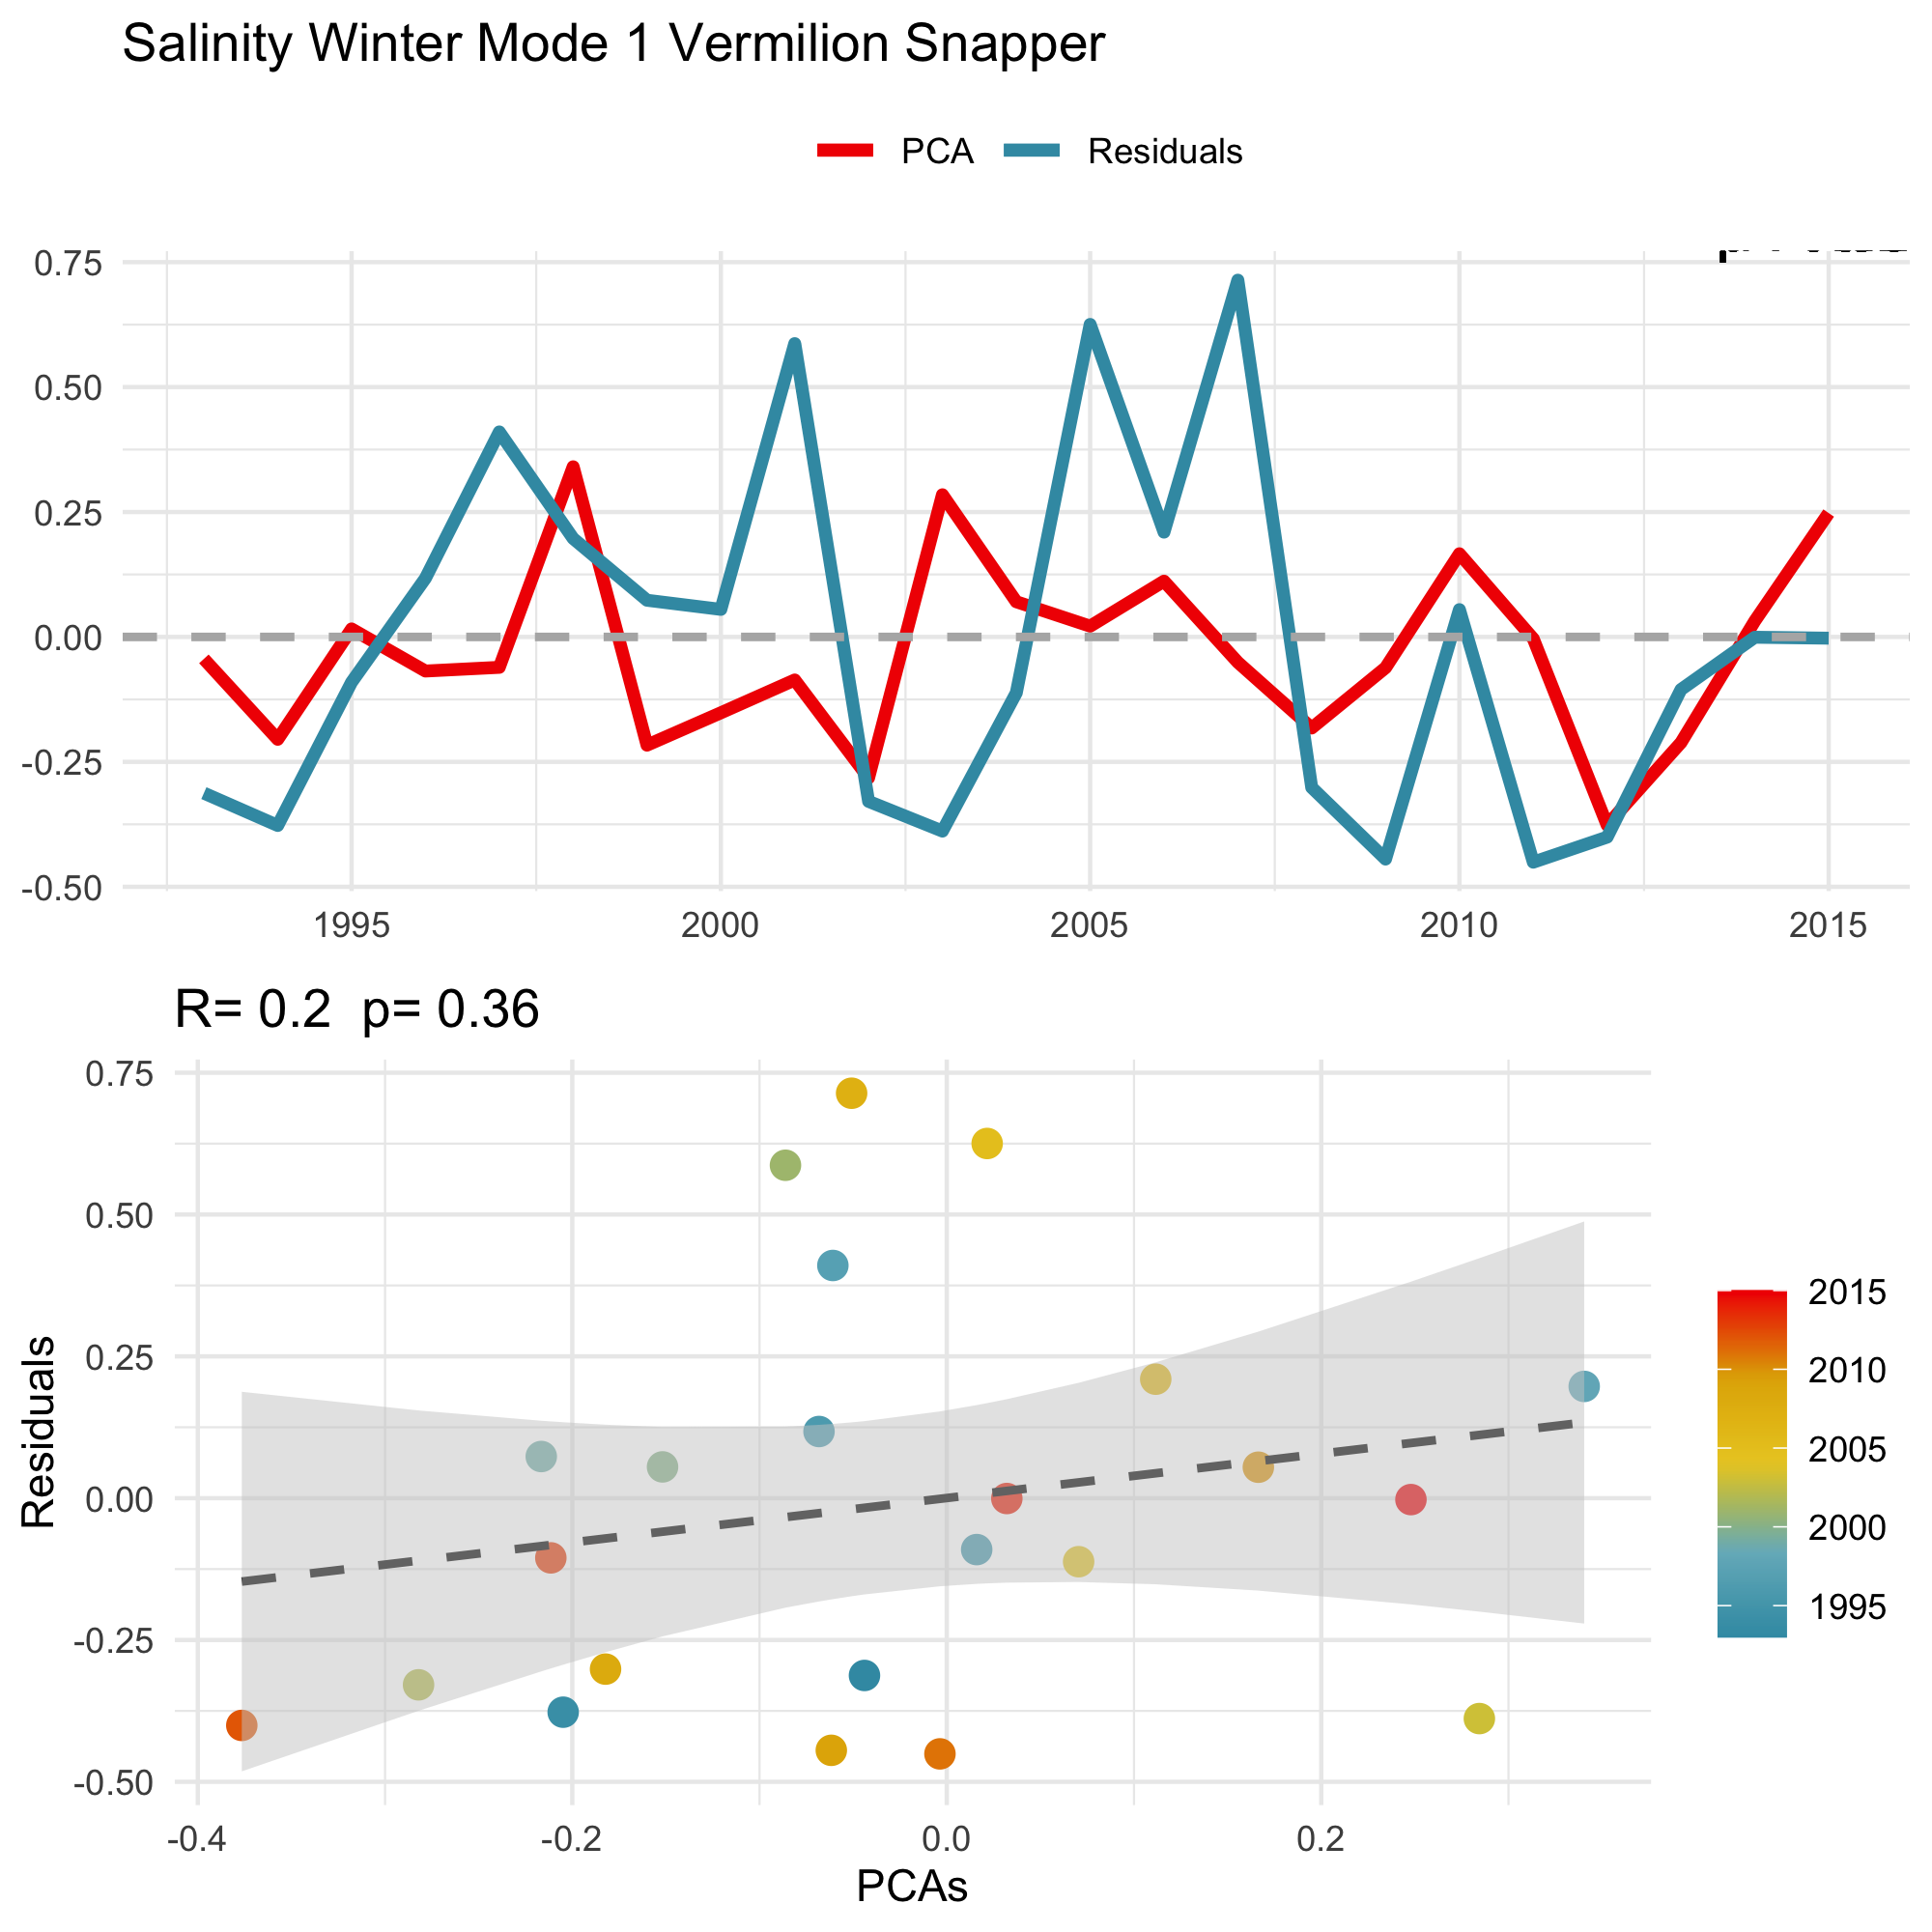 Salinity Winter Mode 1 Vermilion Snapper
PCA Residuals
0.75
0.50
0.25
0.00
-0.25
-0.50
1995 2000 2005 2010 2015
R= 0.2 p= 0.36
0.75
0.50
0.25
0.00
-0.25
-0.50
Residuals
-0.4 -0.2 0.0 0.2
PCAs
2015
2010
2005
2000
1995